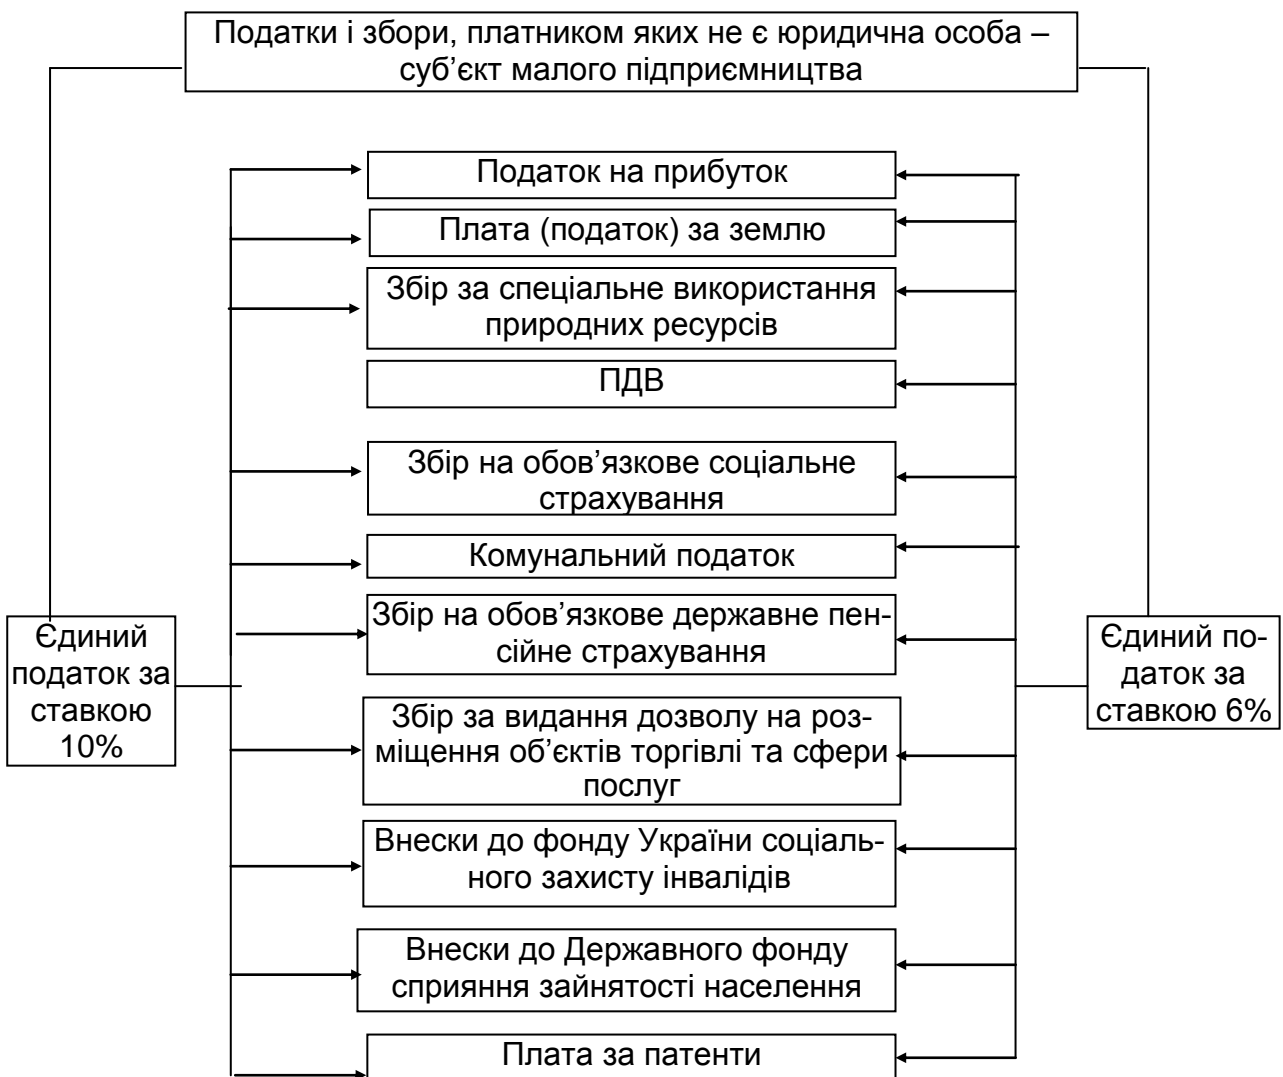 Податки і збори, платником яких не є юридична особа –
суб’єкт малого підприємництва
Податок на прибуток
Плата (податок) за землю
Збір за спеціальне використання
природних ресурсів
ПДВ
Збір на обов’язкове соціальне
страхування
Комунальний податок
Збір на обов’язкове державне пен-
сійне страхування
Єдиний
податок за
ставкою
10%
Єдиний по-
даток за
ставкою 6%
Збір за видання дозволу на роз-
міщення об’єктів торгівлі та сфери
послуг
Внески до фонду України соціаль-
ного захисту інвалідів
Внески до Державного фонду
сприяння зайнятості населення
Плата за патенти